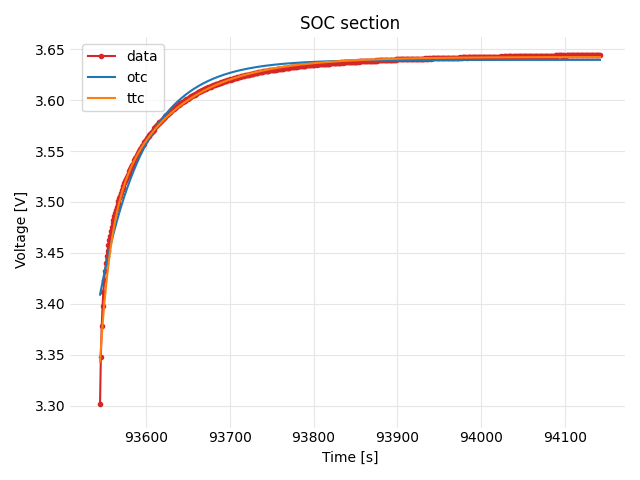 SOC section
data
otc
ttc
Voltage [V]
3.65
3.60
3.55
3.50
3.45
3.40
3.35
3.30
93600 93700 93800 93900 94000 94100
Time [s]